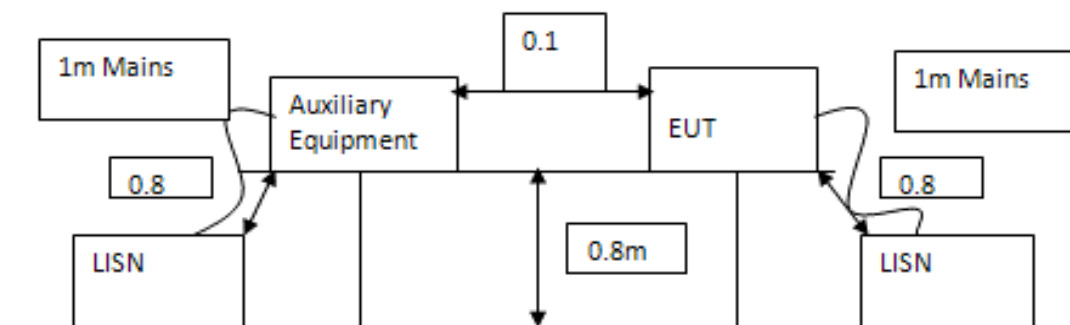 0.1
1m Mains
1m Mains
Auxiliary
Equipment
EUT
0.8
0.8
0.8m
LISN
LISN